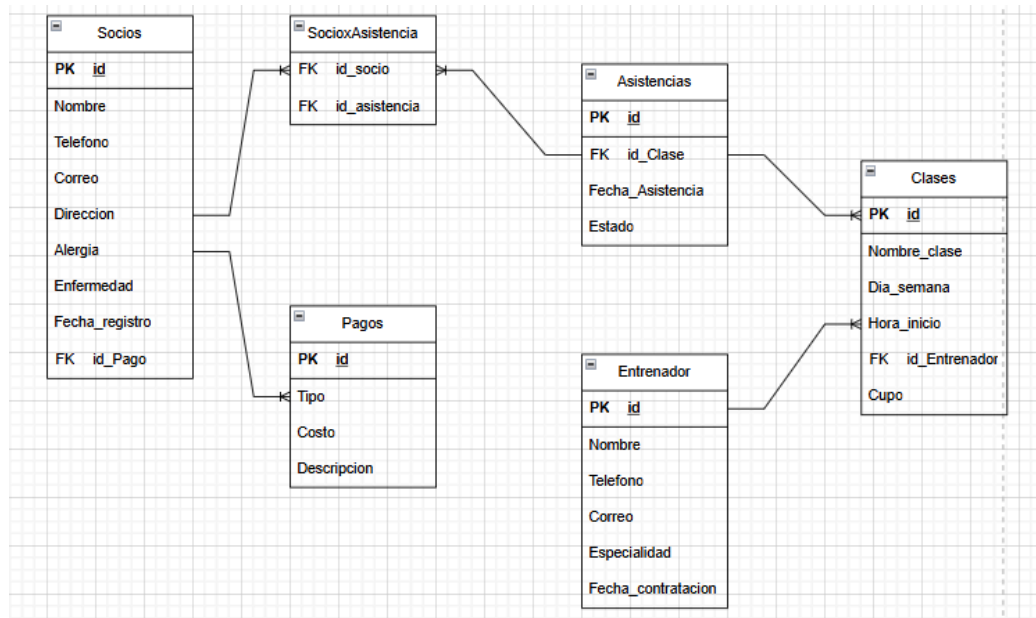 Socios
PK id
Nombre
Telefono
Correo
Direccion
Alergia
Enfermedad
Fecha_registro
FK id_Pago
SocioxAsistencia
FK id_socio
FK id_asistencia
Pagos
PK id
Tipo
Costo
Descripcion
Asistencias
PK id
FK id_Clase
Fecha_Asistencia
Estado
Entrenador
PK id
Nombre
Telefono
Correo
Especialidad
Fecha_contratacion
Clases
PK id
Nombre_clase
Dia_semana
Hora_inicio
FK id_Entrenador
Cupo